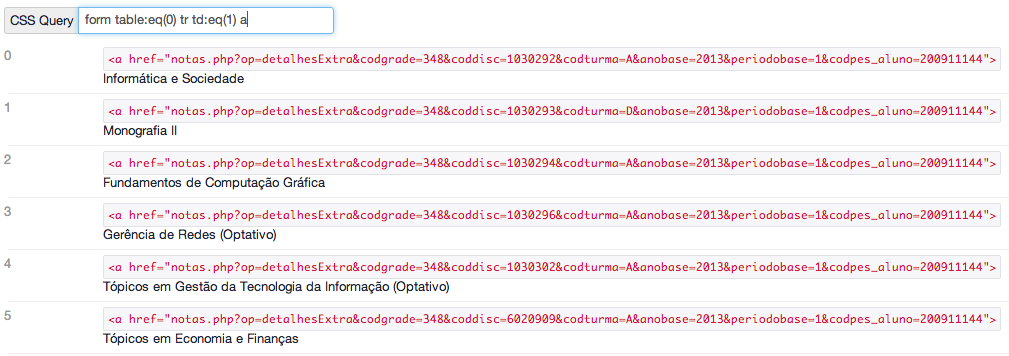 CSS Query form table:eq(0) tr td:eq(1) a
0 <a href="notas.php?op=detalhesExtra&codgrade=348&coddisc=1030292&codturma=A&anobase=2013&periodobase=1&codpes_aluno=200911144">
Informática e Sociedade
1 <a href="notas.php?op=detalhesExtra&codgrade=348&coddisc=1030293&codturma=D&anobase=2013&periodobase=1&codpes_aluno=200911144">
Monografia II
2 <a href="notas.php?op=detalhesExtra&codgrade=348&coddisc=1030294&codturma=A&anobase=2013&periodobase=1&codpes_aluno=200911144">
Fundamentos de Computação Gráfica
3 <a href="notas.php?op=detalhesExtra&codgrade=348&coddisc=1030296&codturma=A&anobase=2013&periodobase=1&codpes_aluno=200911144">
Gerência de Redes (Optativo)
4 <a href="notas.php?op=detalhesExtra&codgrade=348&coddisc=1030302&codturma=A&anobase=2013&periodobase=1&codpes_aluno=200911144">
Tópicos em Gestão da Tecnologia da Informação (Optativo)
5 <a href="notas.php?op=detalhesExtra&codgrade=348&coddisc=6020909&codturma=A&anobase=2013&periodobase=1&codpes_aluno=200911144">
Tópicos em Economia e Finanças